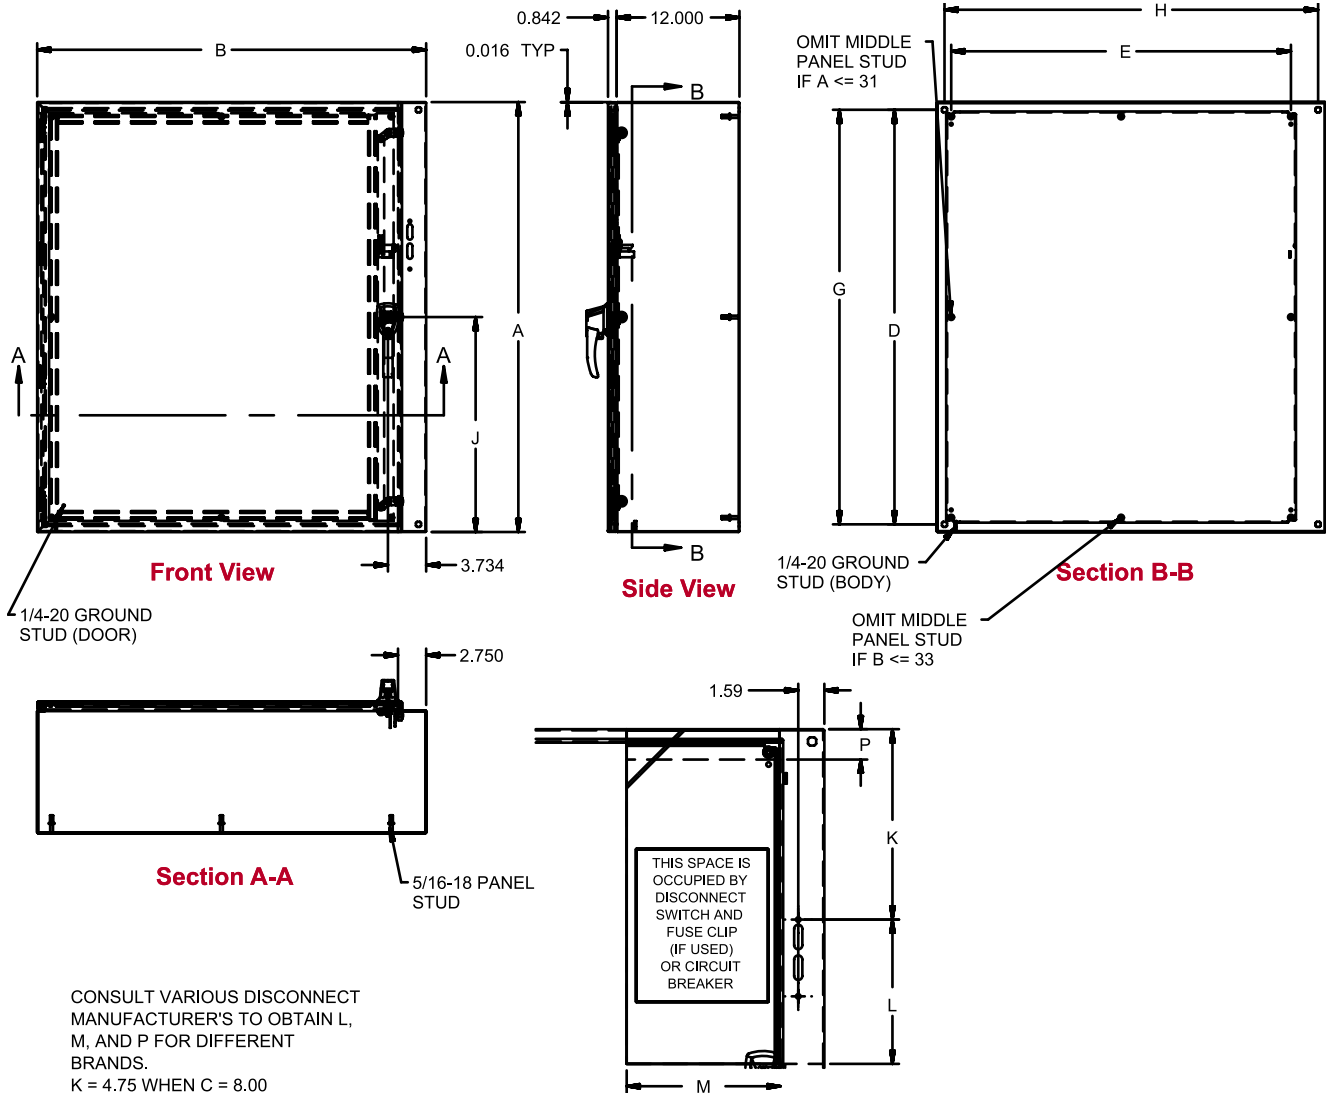 0.842
12.000
H
B
0.016 TYP
OMIT MIDDLE
PANEL STUD
IF A <= 31
E
B
G
D
A
A
A
J
3.734
Front View
1/4-20 GROUND
STUD (DOOR)
B
Side View
1/4-20 GROUND
STUD (BODY)
Section B-B
OMIT MIDDLE
PANEL STUD
IF B <= 33
2.750
1.59
P
K
Section A-A
5/16-18 PANEL
STUD
THIS SPACE IS
OCCUPIED BY
DISCONNECT
SWITCH AND
FUSE CLIP
(IF USED)
OR CIRCUIT
BREAKER
L
M
CONSULT VARIOUS DISCONNECT
MANUFACTURER'S TO OBTAIN L,
M, AND P FOR DIFFERENT
BRANDS.
K = 4.75 WHEN C = 8.00